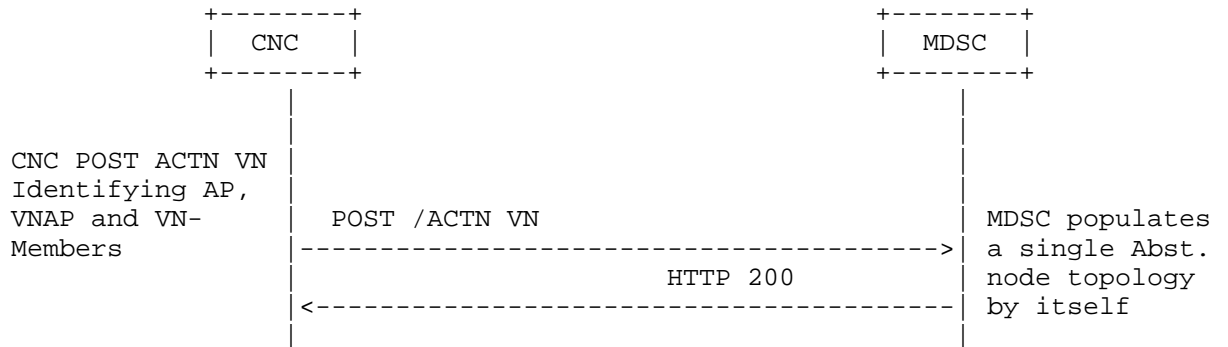 CNC MDSC
CNC POST ACTN VN
Identifying AP,
VNAP and VN- POST /ACTN VN MDSC populates
Members a single Abst.
HTTP 200 node topology
by itself